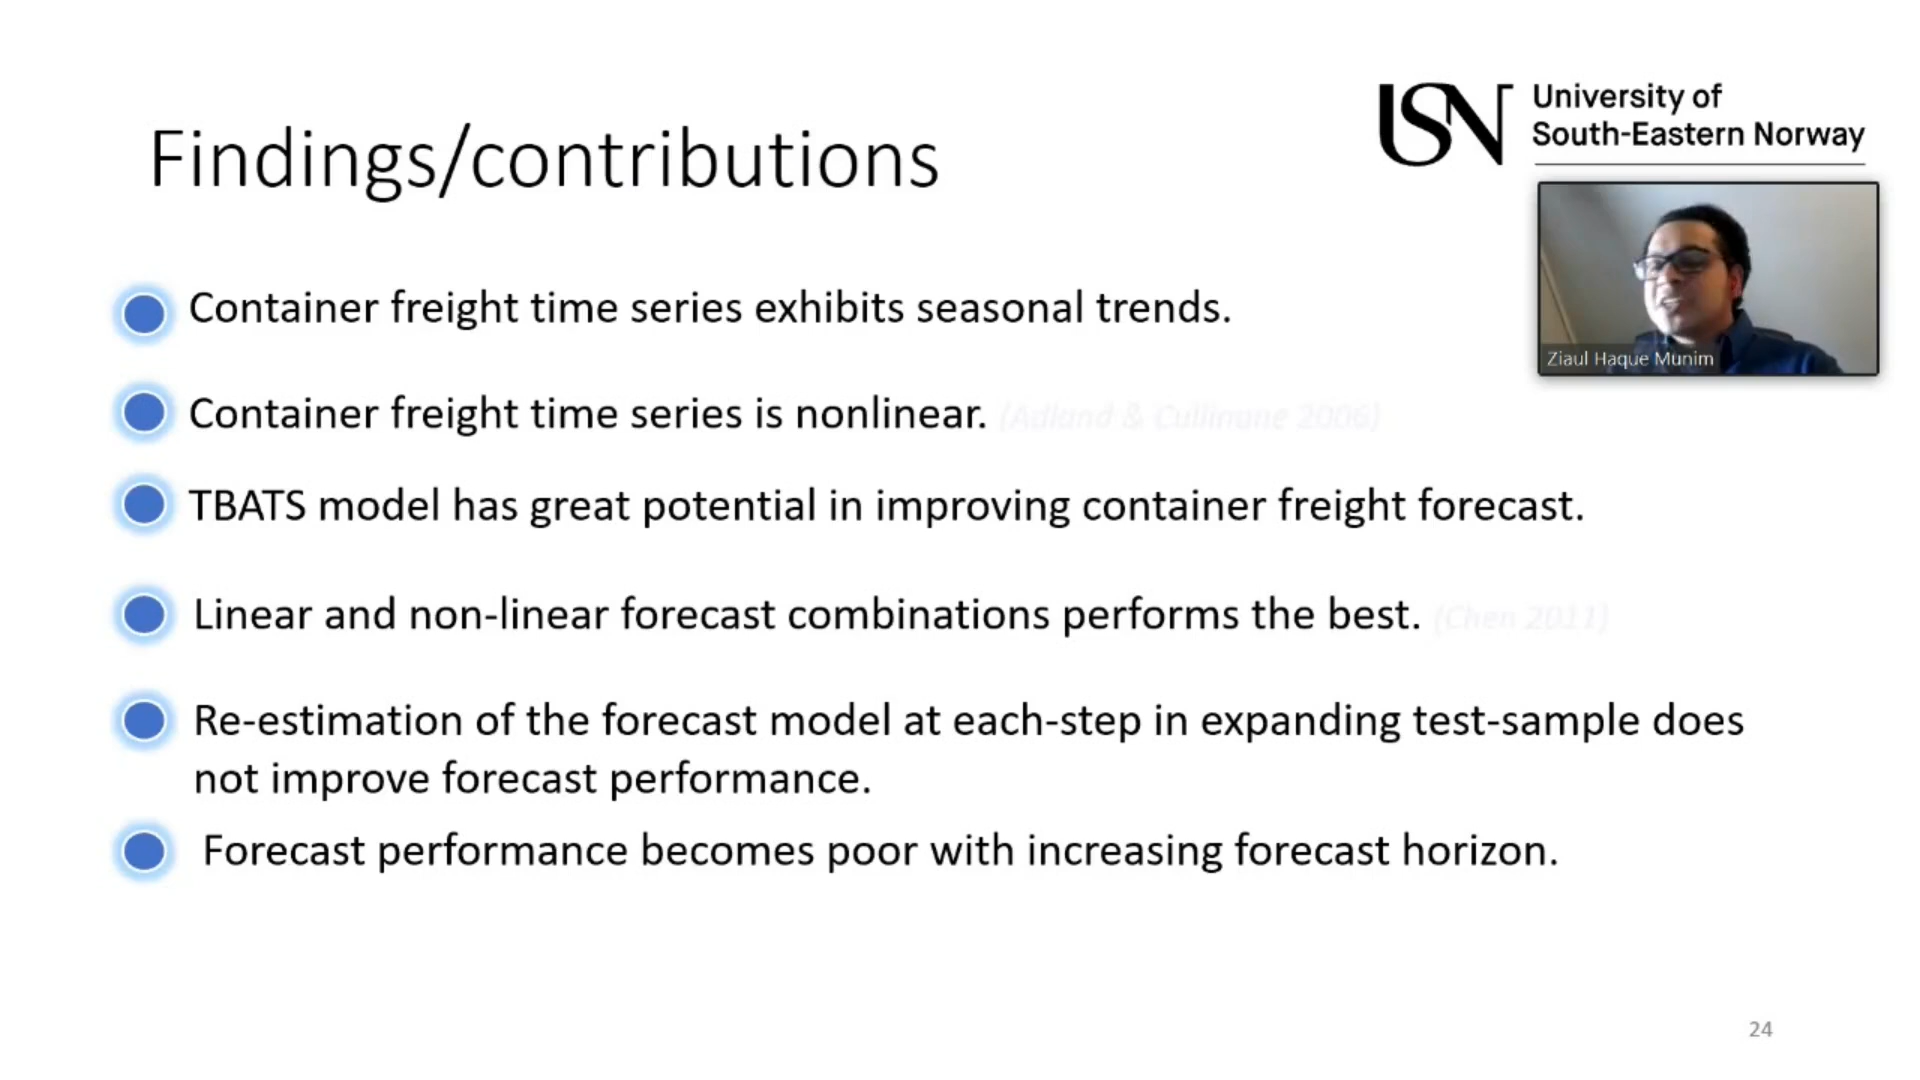 USN
University of
South-Eastern Norway
Findings/contributions
Ziaul Haque Munim
Container freight time series exhibits seasonal trends.
Container freight time series is nonlinear. (Adland & Cullinane 2006)
TBATS model has great potential in improving container freight forecast.
Linear and non-linear forecast combinations performs the best. (Chen 2011)
Re-estimation of the forecast model at each-step in expanding test-sample does
not improve forecast performance.
Forecast performance becomes poor with increasing forecast horizon.
24